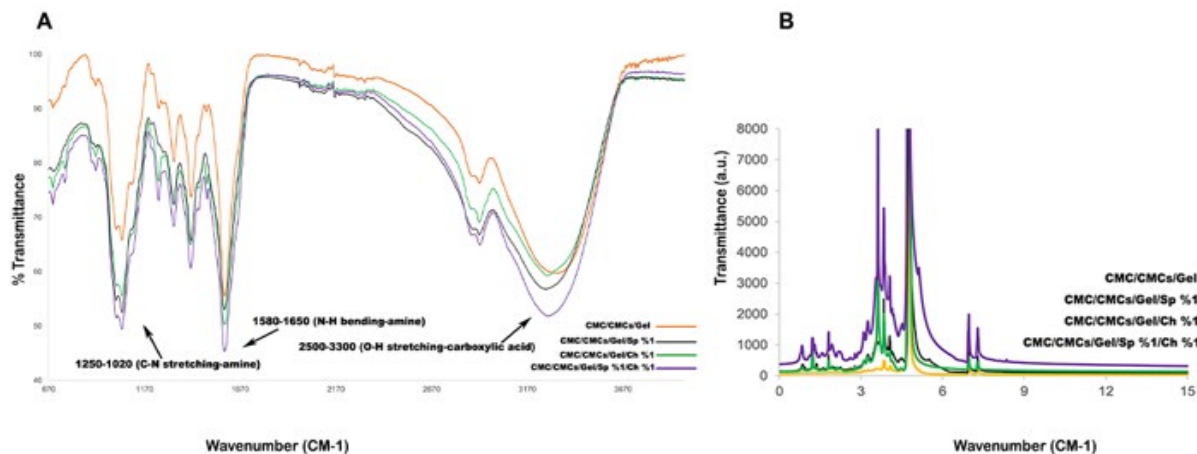 A
B
% Transmittance
100
90
80
70
60
50
40
670
1170
1670
2170
2670
3170
3670
1580-1650 (N-H bending-amine)
2500-3300 (O-H stretching-carboxylic acid)
1250-1020 (C-N stretching-amine)
CMC/CMCs/Gel
CMC/CMCs/Gel/Sp %1
CMC/CMCs/Gel/Ch %1
CMC/CMCs/Gel/Sp %1/Ch %1
Wavenumber (CM-1)
Transmittance (a.u.)
8000
7000
6000
5000
4000
3000
2000
1000
0
0
3
6
9
12
15
CMC/CMCs/Gel
CMC/CMCs/Gel/Sp %1
CMC/CMCs/Gel/Ch %1
CMC/CMCs/Gel/Sp %1/Ch %1
Wavenumber (CM-1)